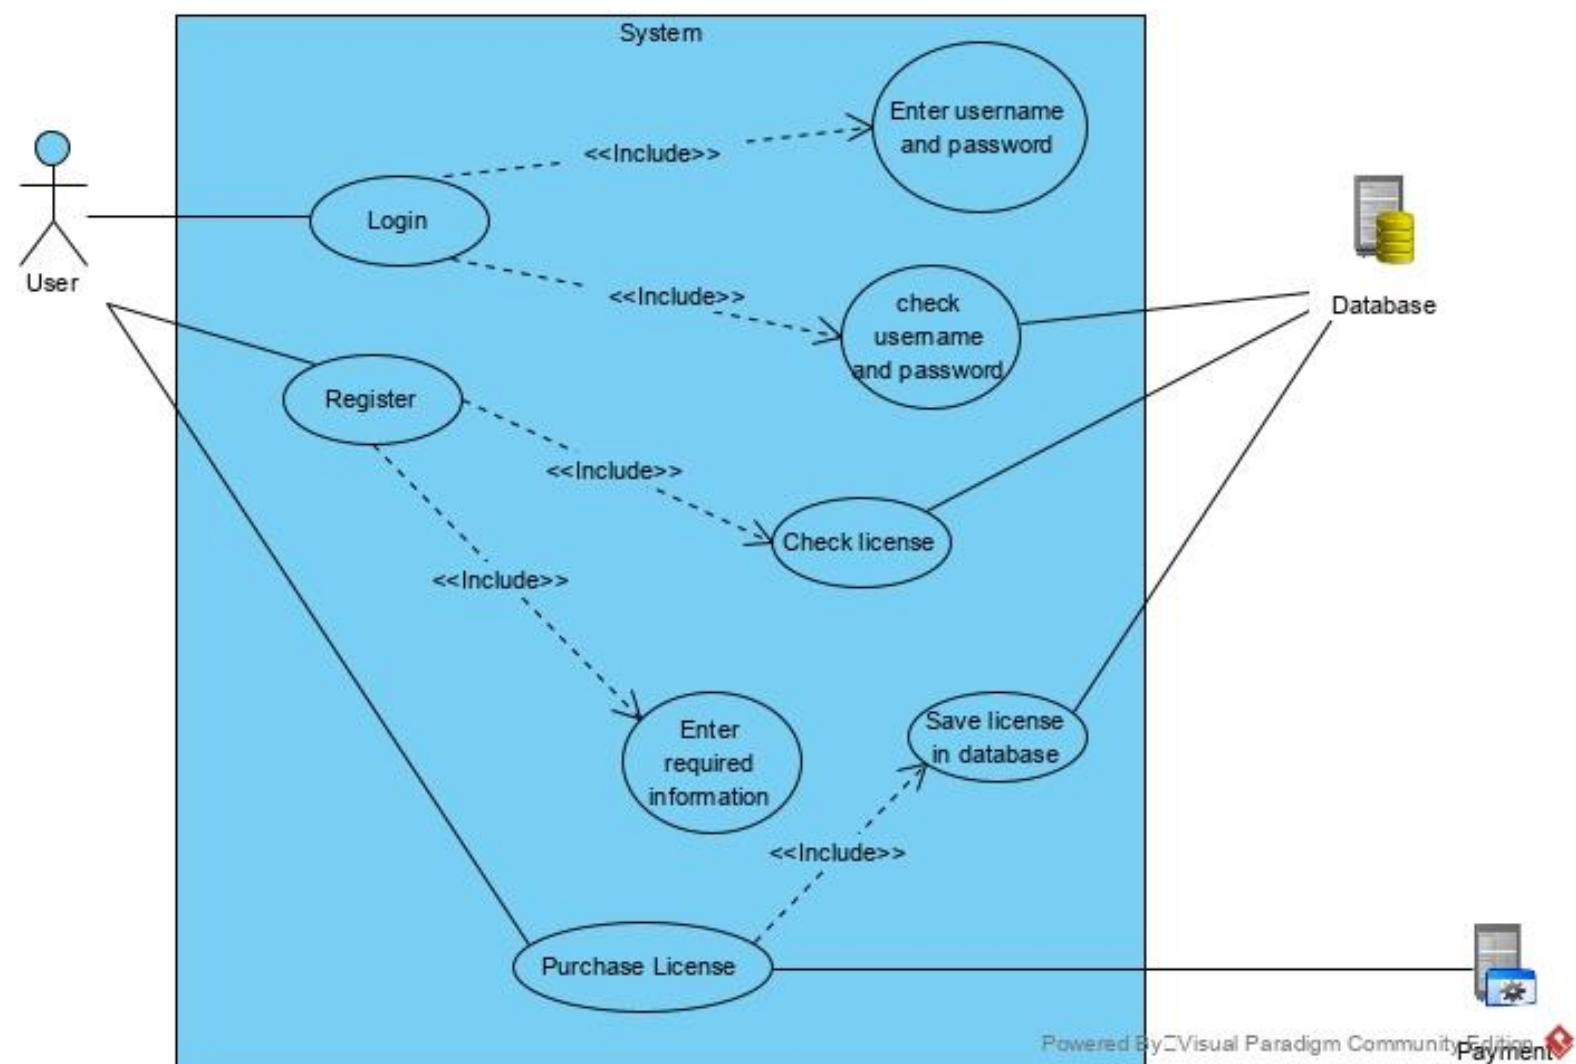 System
Enter username
and password
<<Include>>
Login
User
<<Include>>
check
username
and password
Database
Register
<<Include>>
Check license
<<Include>>
Enter
required
information
Save license
in database
<<Include>>
Purchase License
Powered By Visual Paradigm Community Edition
Payment